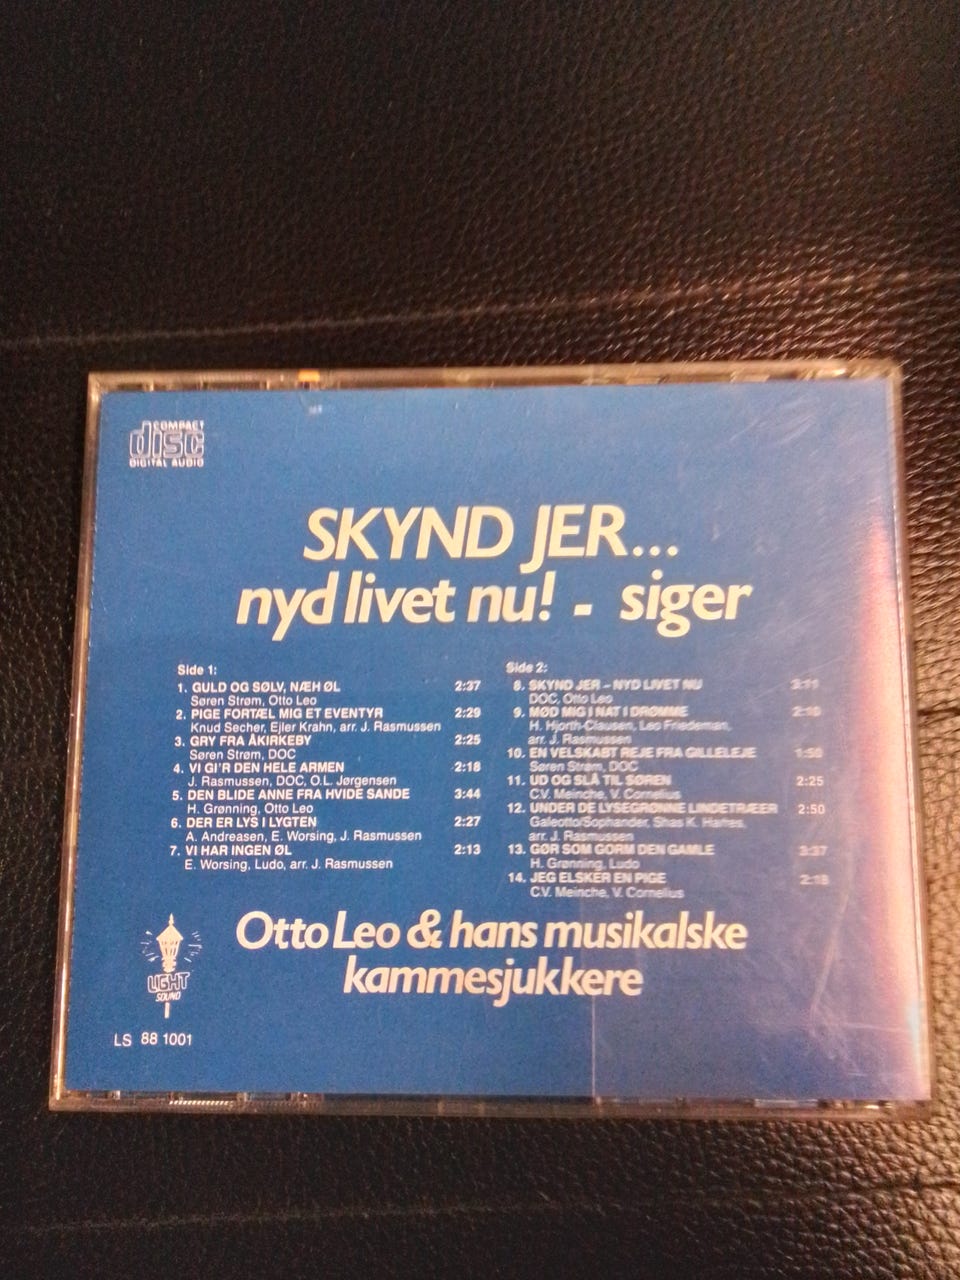 COMPACT
disc
DIGITAL AUDIO
SKYND JER...
nyd livet nu! - siger
Side 1:
1. GULD OG SØLV, NÆH ØL 2:37
Søren Strøm, Otto Leo
2. PIGE FORTÆL MIG ET EVENTYR 2:29
Knud Secher, Ejler Krahn, arr. J. Rasmussen
3. GRY FRA ÅKIRKEBY 2:25
Søren Strøm, DOC
4. VI GI'R DEN HELE ARMEN 2:18
J. Rasmussen, DOC, O.L. Jørgensen
5. DEN BLIDE ANNE FRA HVIDE SANDE 3:44
H. Grønning, Otto Leo
6. DER ER LYS I LYGTEN 2:27
A. Andreasen, E. Worsing, J. Rasmussen
7. VI HAR INGEN ØL 2:13
E. Worsing, Ludo, arr. J. Rasmussen
Side 2:
8. SKYND JER – NYD LIVET NU 3:11
DOC, Otto Leo
9. MØD MIG I NAT I DRØMME
H. Hjorth-Clausen, Leo Friedeman,
arr. J. Rasmussen
10. EN VELSKABT REJE FRA GILLELEJE 1:50
Søren Strøm, DOC
11. UD OG SLÅ TIL SØREN 2:25
C.V. Meinche, V. Cornelius
12. UNDER DE LYSEGRØNNE LINDETRÆER 2:50
Galeotto/Sophander, Shas K.
arr. J. Rasmussen
13. GØR SOM GORM DEN GAMLE 3:37
H. Grønning, Ludo
14. JEG ELSKER EN PIGE
C.V. Meinche, V. Cornelius
Otto Leo & hans musikalske
kammesjukkere
LIGHT
SOUND
LS 88 1001